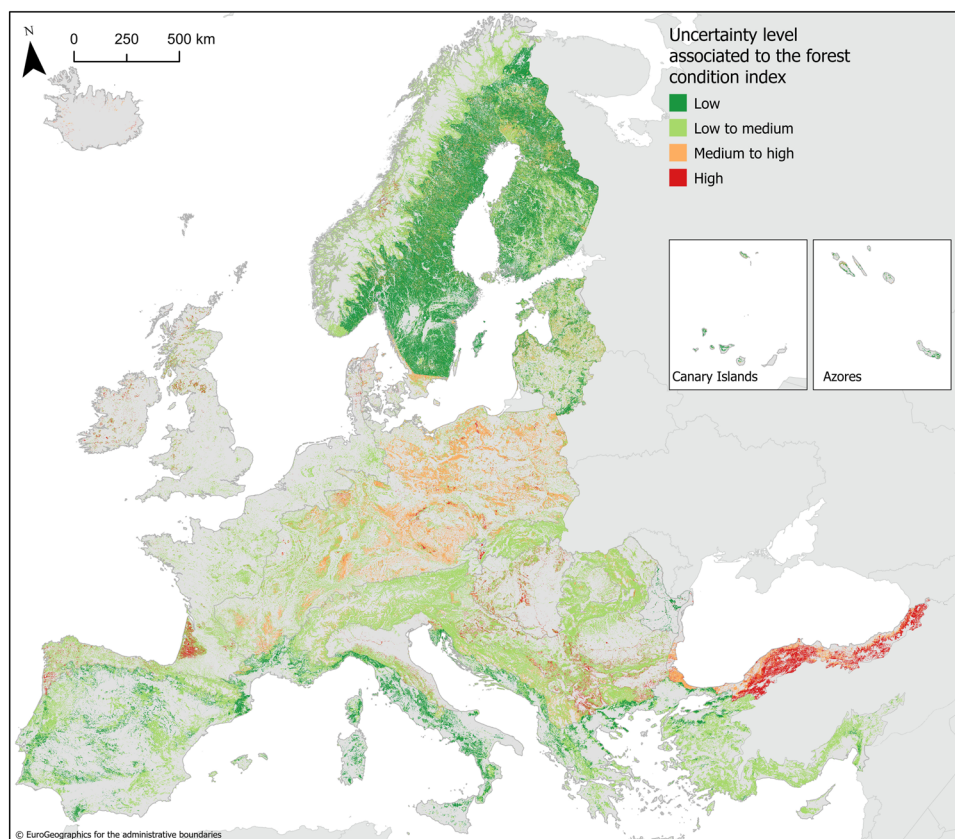 N
0 250 500 km
Uncertainty level
associated to the forest
condition index
Low
Low to medium
Medium to high
High
Canary Islands
Azores
© EuroGeographics for the administrative boundaries